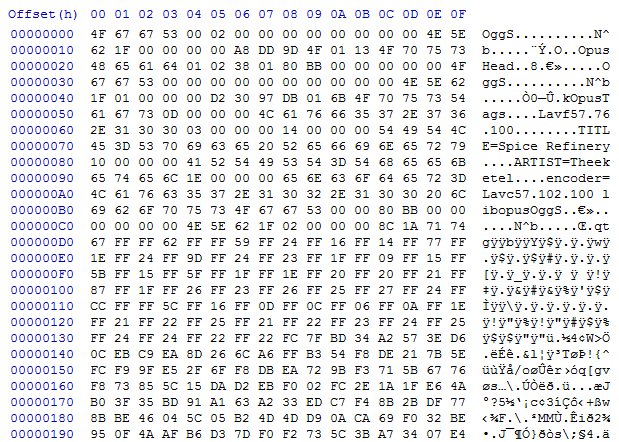 Offset(h) 00 01 02 03 04 05 06 07 08 09 0A 0B 0C 0D 0E 0F
00000000 4F 67 67 53 00 02 00 00 00 00 00 00 00 00 4E 5E OggS..........N^
00000010 62 1F 00 00 00 00 A8 DD 9D 4F 01 13 4F 70 75 73 b.....¨Ý.O..Opus
00000020 48 65 61 64 01 02 38 01 80 BB 00 00 00 00 00 4F Head..8.€».....O
00000030 67 67 53 00 00 00 00 00 00 00 00 00 00 4E 5E 62 ggS..........N^b
00000040 1F 01 00 00 00 D2 30 97 DB 01 6B 4F 70 75 73 54 .....Ò0—Û.kOpusT
00000050 61 67 73 0D 00 00 00 4C 61 76 66 35 37 2E 37 36 ags....Lavf57.76
00000060 2E 31 30 30 03 00 00 00 14 00 00 00 54 49 54 4C .100........TITL
00000070 45 3D 53 70 69 63 65 20 52 65 66 69 6E 65 72 79 E=Spice Refinery
00000080 10 00 00 00 41 52 54 49 53 54 3D 54 68 65 65 6B ....ARTIST=Theek
00000090 65 74 65 6C 1E 00 00 00 65 6E 63 6F 64 65 72 3D etel....encoder=
000000A0 4C 61 76 63 35 37 2E 31 30 32 2E 31 30 30 20 6C Lavc57.102.100 l
000000B0 69 62 6F 70 75 73 4F 67 67 53 00 00 80 BB 00 00 ibopusOggS..€»..
000000C0 00 00 00 00 4E 5E 62 1F 02 00 00 00 8C 1A 71 74 ....N^b.....Œ.qt
000000D0 67 FF FF 62 FF FF 59 FF 24 FF 16 FF 14 FF 77 FF gÿÿbÿÿYÿ$ÿ.ÿ.ÿwÿ
000000E0 1E FF 24 FF 9D FF 24 FF 23 FF 1F FF 09 FF 15 FF .ÿ$ÿ.ÿ$ÿ#ÿ.ÿ.ÿ.ÿ
000000F0 5B FF 15 FF 5F FF 1F FF 1E FF 20 FF 20 FF 21 FF [ÿ.ÿ_ÿ.ÿ.ÿ ÿ ÿ!ÿ
00000100 87 FF 1F FF 26 FF 23 FF 26 FF 25 FF 27 FF 24 FF ‡ÿ.ÿ&ÿ#ÿ&ÿ%ÿ'ÿ$ÿ
00000110 CC FF FF 5C FF 16 FF 0D FF 0C FF 06 FF 0A FF 1E Ìÿÿ\ÿ.ÿ.ÿ.ÿ.ÿ.ÿ.
00000120 FF 21 FF 22 FF 25 FF 21 FF 22 FF 23 FF 24 FF 25 ÿ!ÿ"ÿ%ÿ!ÿ"ÿ#ÿ$ÿ%
00000130 FF 24 FF 24 FF 22 FF 22 FC 7F BD 34 A2 57 3E D6 ÿ$ÿ$ÿ"ÿ"ü.½4¢W>Ö
00000140 0C EB C9 EA 8D 26 6C A6 FF B3 54 F8 DE 21 7B 5E .ëÉê.&l¦ÿ³TøÞ!{^
00000150 FC F9 9F E5 2F 6F F8 DB EA 72 9B F3 71 5B 67 76 üùŸå/oøÛêr›óq[gv
00000160 F8 73 85 5C 15 DA D2 EB F0 02 FC 2E 1A 1F E6 4A øs…\.ÚÒëð.ü...æJ
00000170 B0 3F 35 BD 91 A1 63 A2 33 ED C7 F4 8B 2B DF 77 °?5½‘¡c¢3íÇô‹+ßw
00000180 8B BE 46 04 5C 05 B2 4D 4D D9 0A CA 69 F0 32 BE ‹¾F.\.²MMÙ.Êið2¾
00000190 95 0F 4A AF B6 D3 7D F0 F2 73 5C 3B A7 34 07 E4 •.J¯¶Ó}ðòs\;§4.ä